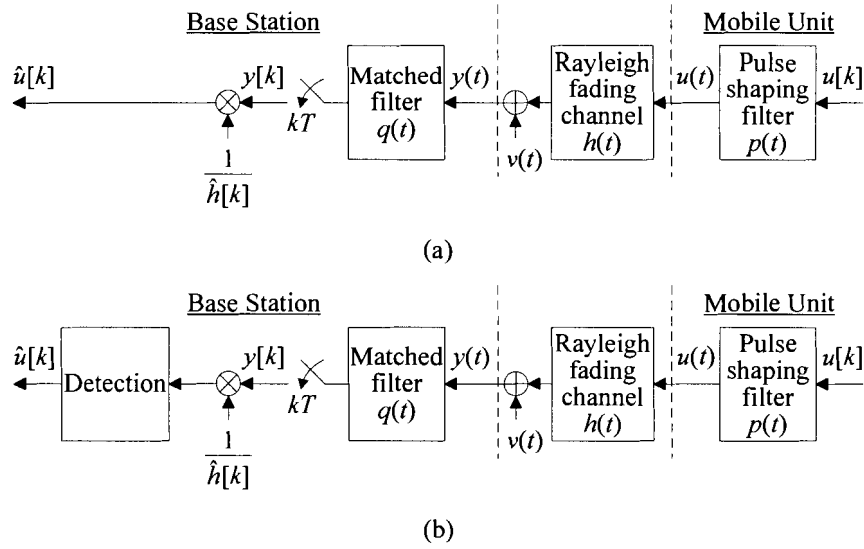 Base Station
Mobile Unit
û[k]
y[k]
kT
1
ĥ[k]
Matched
filter
q(t)
y(t)
v(t)
Rayleigh
fading
channel
h(t)
u(t)
Pulse
shaping
filter
p(t)
u[k]
(a)
Base Station
Mobile Unit
û[k]
Detection
y[k]
kT
1
ĥ[k]
Matched
filter
q(t)
y(t)
v(t)
Rayleigh
fading
channel
h(t)
u(t)
Pulse
shaping
filter
p(t)
u[k]
(b)